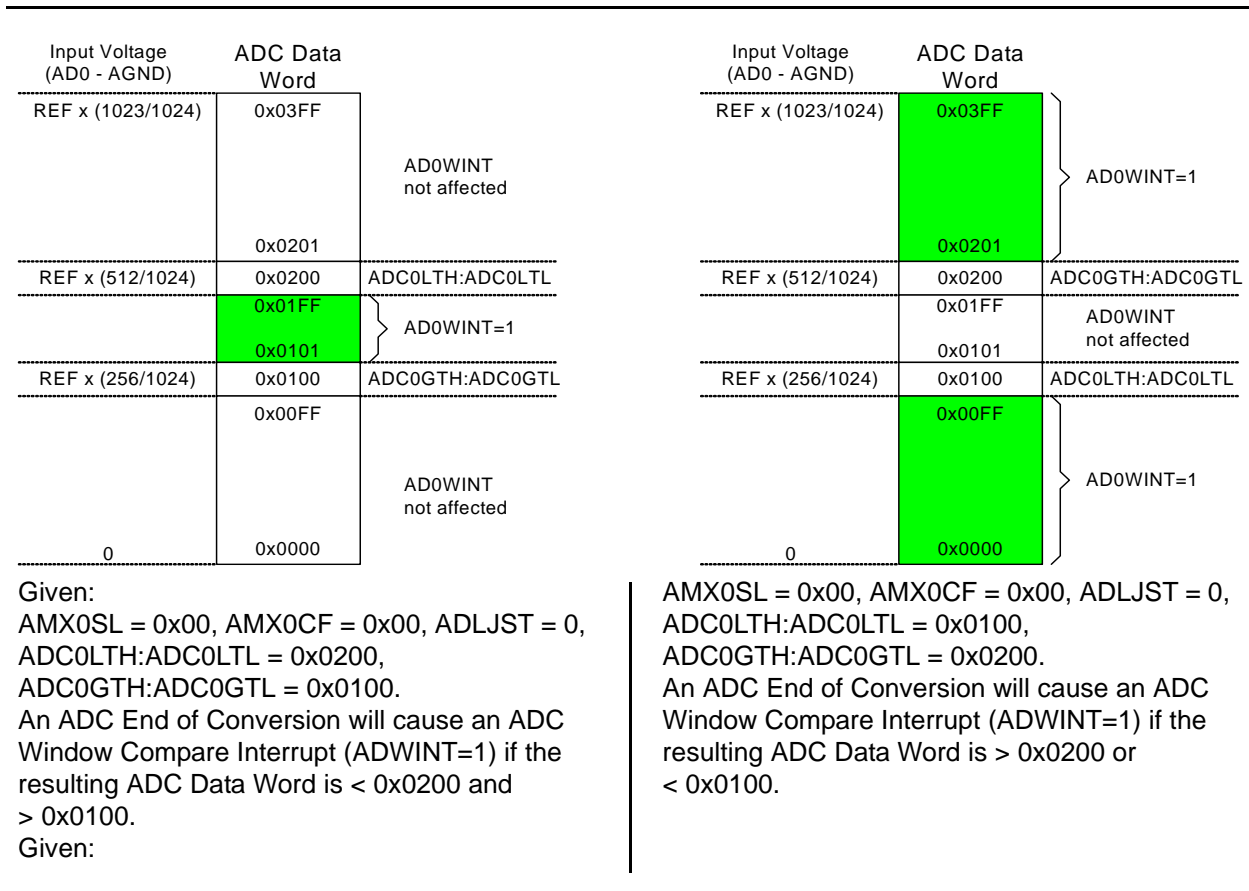 Input Voltage
(AD0 - AGND)
ADC Data
Word
REF x (1023/1024)
0x03FF
AD0WINT
not affected
0x0201
REF x (512/1024)
0x0200
ADC0LTH:ADC0LTL
0x01FF
AD0WINT=1
0x0101
REF x (256/1024)
0x0100
ADC0GTH:ADC0GTL
0x00FF
AD0WINT
not affected
0
0x0000
Given:
AMX0SL = 0x00, AMX0CF = 0x00, ADLJST = 0,
ADC0LTH:ADC0LTL = 0x0200,
ADC0GTH:ADC0GTL = 0x0100.
An ADC End of Conversion will cause an ADC
Window Compare Interrupt (ADWINT=1) if the
resulting ADC Data Word is < 0x0200 and
> 0x0100.
Given:
Input Voltage
(AD0 - AGND)
ADC Data
Word
REF x (1023/1024)
0x03FF
AD0WINT=1
0x0201
REF x (512/1024)
0x0200
ADC0GTH:ADC0GTL
0x01FF
AD0WINT
not affected
0x0101
REF x (256/1024)
0x0100
ADC0LTH:ADC0LTL
0x00FF
AD0WINT=1
0
0x0000
AMX0SL = 0x00, AMX0CF = 0x00, ADLJST = 0,
ADC0LTH:ADC0LTL = 0x0100,
ADC0GTH:ADC0GTL = 0x0200.
An ADC End of Conversion will cause an ADC
Window Compare Interrupt (ADWINT=1) if the
resulting ADC Data Word is > 0x0200 or
< 0x0100.